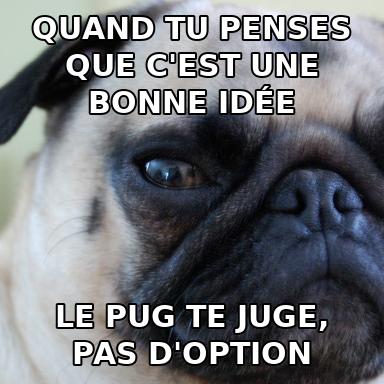 QUAND TU PENSES
QUE C'EST UNE
BONNE IDÉE
LE PUG TE JUGE,
PAS D'OPTION